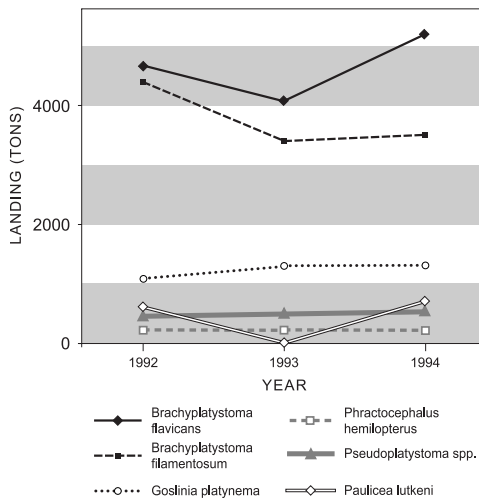 LANDING (TONS)
4000
2000
0
1992
1993
1994
YEAR
Brachyplatystoma
flavicans
Brachyplatystoma
filamentosum
Goslinia platynema
Phractocephalus
hemilopterus
Pseudoplatystoma spp.
Paulicea lutkeni